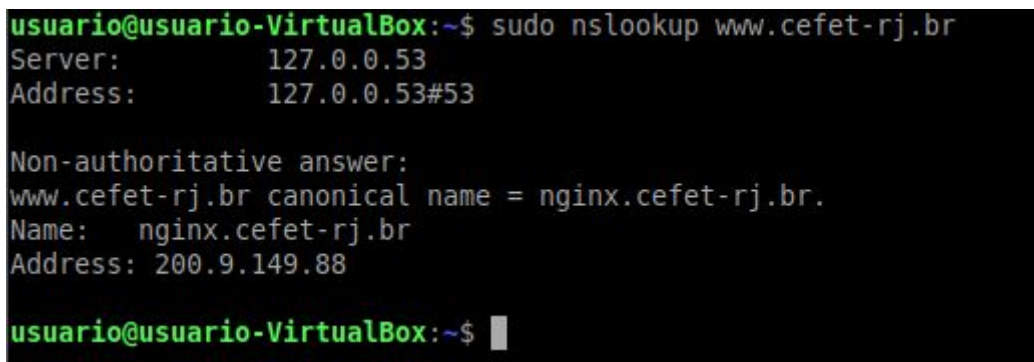 usuario@usuario-VirtualBox:~$ sudo nslookup www.cefet-rj.br
Server:         127.0.0.53
Address:        127.0.0.53#53

Non-authoritative answer:
www.cefet-rj.br canonical name = nginx.cefet-rj.br.
Name:   nginx.cefet-rj.br
Address: 200.9.149.88

usuario@usuario-VirtualBox:~$